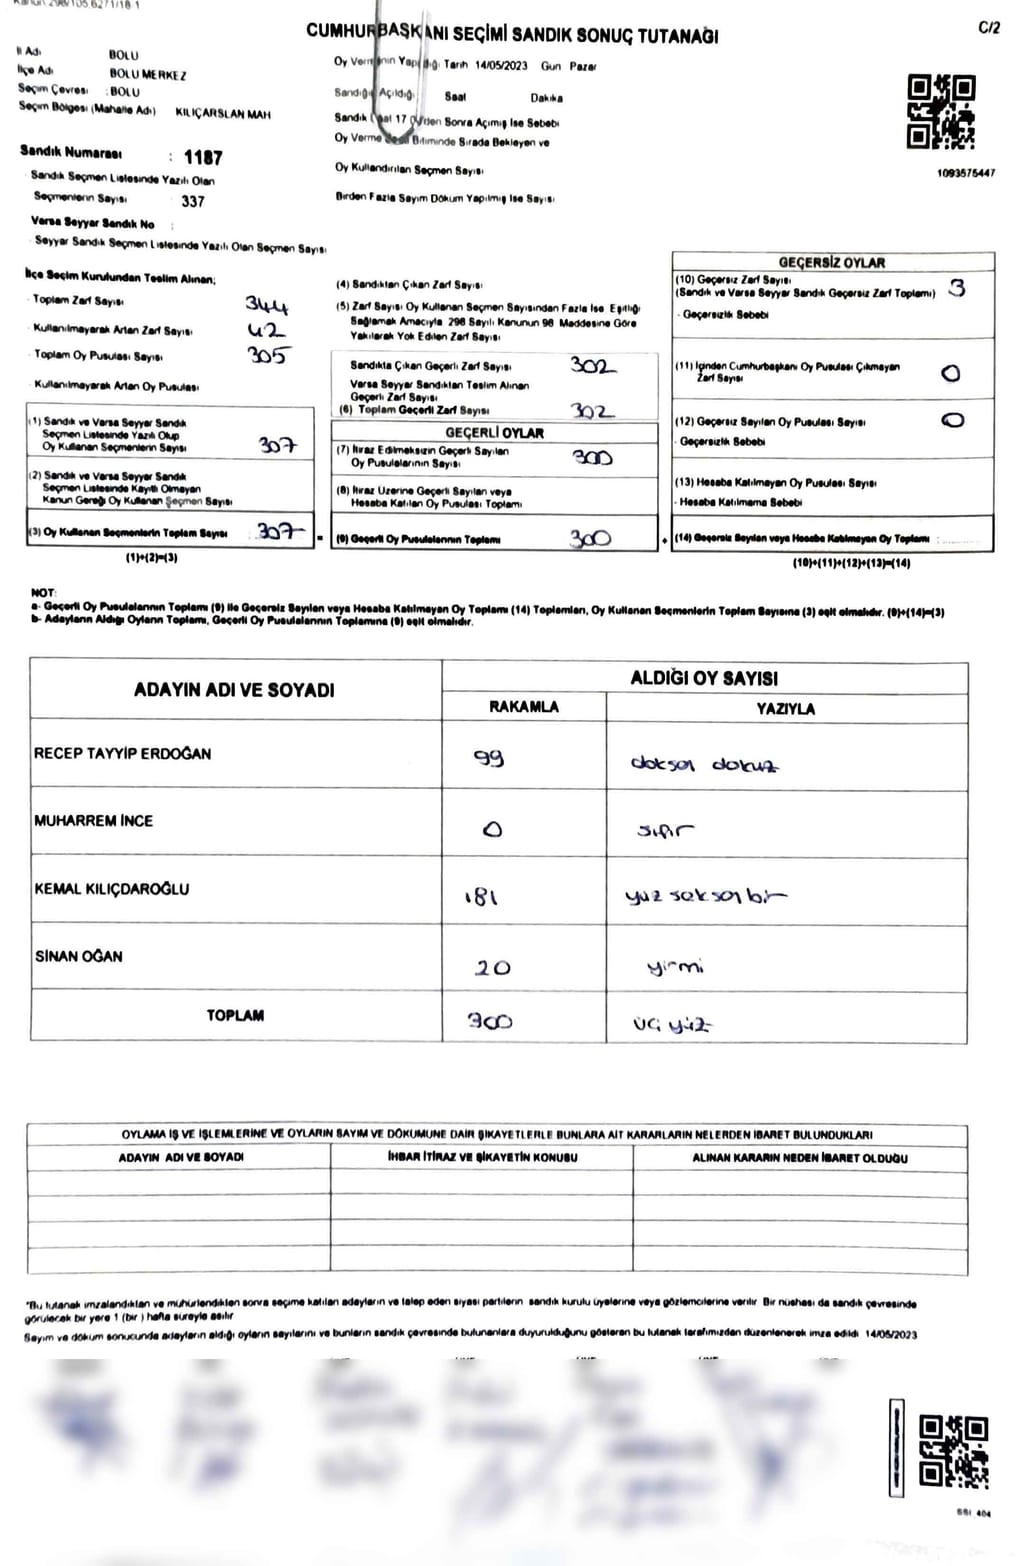 Kanun 298/105,6271/18 1
CUMHURBAŞKANI SEÇİMİ SANDIK SONUÇ TUTANAĞI
C/2
İl Adı BOLU
İlçe Adı BOLU MERKEZ
Seçim Çevresi : BOLU
Seçim Bölgesi (Mahalle Adı) KILIÇARSLAN MAH
Sandık Numarası : 1187
Sandık Seçmen Listesinde Yazılı Olan
Seçmenlerin Sayısı 337
Varsa Seyyar Sandık No :
Seyyar Sandık Seçmen Listesinde Yazılı Olan Seçmen Sayısı
Oy Vermenin Yapıldığı Tarih 14/05/2023 Gün Pazar
Sandığın Açıldığı Saat Dakika
Sandık Saat 17 00'den Sonra Açımış İse Sebebi
Oy Verme Bitiminde Sırada Bekleyen ve
Oy Kullandırılan Seçmen Sayısı
Birden Fazla Sayım Döküm Yapılmış İse Sayısı
1093575447
İlçe Seçim Kurulundan Teslim Alınan;
Toplam Zarf Sayısı 344
Kullanılmayarak Artan Zarf Sayısı 42
Toplam Oy Pusulası Sayısı 305
Kullanılmayarak Artan Oy Pusulası
(1) Sandık ve Varsa Seyyar Sandık
Seçmen Listesinde Yazılı Olup
Oy Kullanan Seçmenlerin Sayısı 307
(2) Sandık ve Varsa Seyyar Sandık
Seçmen Listesinde Kayıtlı Olmayan
Kanun Gereği Oy Kullanan Seçmen Sayısı
(3) Oy Kullanan Seçmenlerin Toplam Sayısı 307
(1)+(2)=(3)
(4) Sandıktan Çıkan Zarf Sayısı
(5) Zarf Sayısı Oy Kullanan Seçmen Sayısından Fazla İse Eşitliği
Sağlamak Amacıyla 298 Sayılı Kanunun 98 Maddesine Göre
Yakılarak Yok Edilen Zarf Sayısı
Sandıkta Çıkan Geçerli Zarf Sayısı 302
Varsa Seyyar Sandıktan Teslim Alınan
Geçerli Zarf Sayısı
(6) Toplam Geçerli Zarf Sayısı 302
GEÇERLİ OYLAR
(7) İtiraz Edilmeksizin Geçerli Sayılan
Oy Pusulalarının Sayısı 300
(8) İtiraz Üzerine Geçerli Sayılan veya
Hesaba Katılan Oy Pusulası Toplamı
= (9) Geçerli Oy Pusulalarının Toplamı 300
GEÇERSİZ OYLAR
(10) Geçersiz Zarf Sayısı
(Sandık ve Varsa Seyyar Sandık Geçersiz Zarf Toplamı) 3
- Geçersizlik Sebebi
(11) İçinden Cumhurbaşkanı Oy Pusulası Çıkmayan
Zarf Sayısı 0
(12) Geçersiz Sayılan Oy Pusulası Sayısı 0
- Geçersizlik Sebebi
(13) Hesaba Katılmayan Oy Pusulası Sayısı
- Hesaba Katılmama Sebebi
+ (14) Geçersiz Sayılan veya Hesaba Katılmayan Oy Toplamı :
(10)+(11)+(12)+(13)=(14)
NOT:
a- Geçerli Oy Pusulalarının Toplamı (9) ile Geçersiz Sayılan veya Hesaba Katılmayan Oy Toplamı (14) Toplamları, Oy Kullanan Seçmenlerin Toplam Sayısına (3) eşit olmalıdır. (9)+(14)=(3)
b- Adayların Aldığı Oyların Toplamı, Geçerli Oy Pusulalarının Toplamına (9) eşit olmalıdır.
ADAYIN ADI VE SOYADI ALDIĞI OY SAYISI
RAKAMLA YAZIYLA
RECEP TAYYİP ERDOĞAN 99 doksan dokuz
MUHARREM İNCE 0 sıfır
KEMAL KILIÇDAROĞLU 181 yüz seksen bir
SİNAN OĞAN 20 yirmi
TOPLAM 300 üç yüz
OYLAMA İŞ VE İŞLEMLERİNE VE OYLARIN SAYIM VE DÖKÜMÜNE DAİR ŞİKAYETLERLE BUNLARA AİT KARARLARIN NELERDEN İBARET BULUNDUKLARI
ADAYIN ADI VE SOYADI İHBAR İTİRAZ VE ŞİKAYETİN KONUSU ALINAN KARARIN NEDEN İBARET OLDUĞU
*Bu tutanak imzalandıktan ve mühürlendikten sonra seçime katılan adayların ve talep eden siyasi partilerin sandık kurulu üyelerine veya gözlemcilerine verilir Bir nüshası da sandık çevresinde
görülecek bir yere 1 (bir ) hafta süreyle asılır
Sayım ve döküm sonucunda adayların aldığı oyların sayılarını ve bunların sandık çevresinde bulunanlara duyurulduğunu gösteren bu tutanak tarafımızdan düzenlenerek imza edildi 14/05/2023